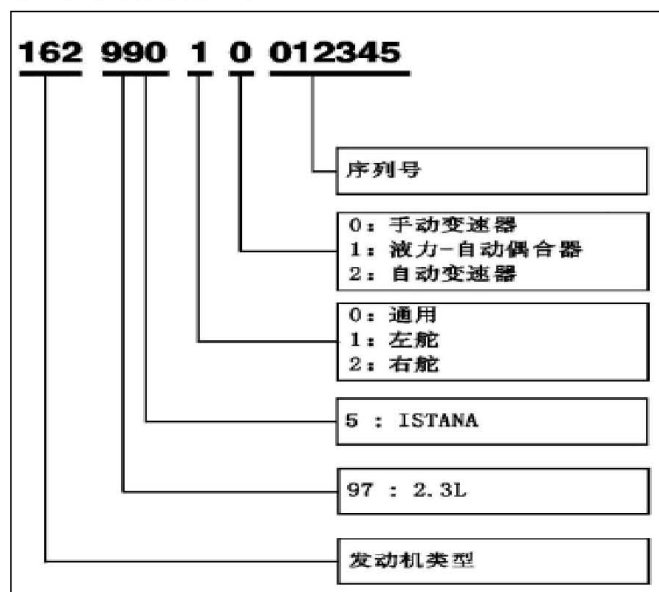 162 990 1 0 012345
序列号
0: 手动变速器
1: 液力-自动偶合器
2: 自动变速器
0: 通用
1: 左舵
2: 右舵
5 : ISTANA
97 : 2.3L
发动机类型